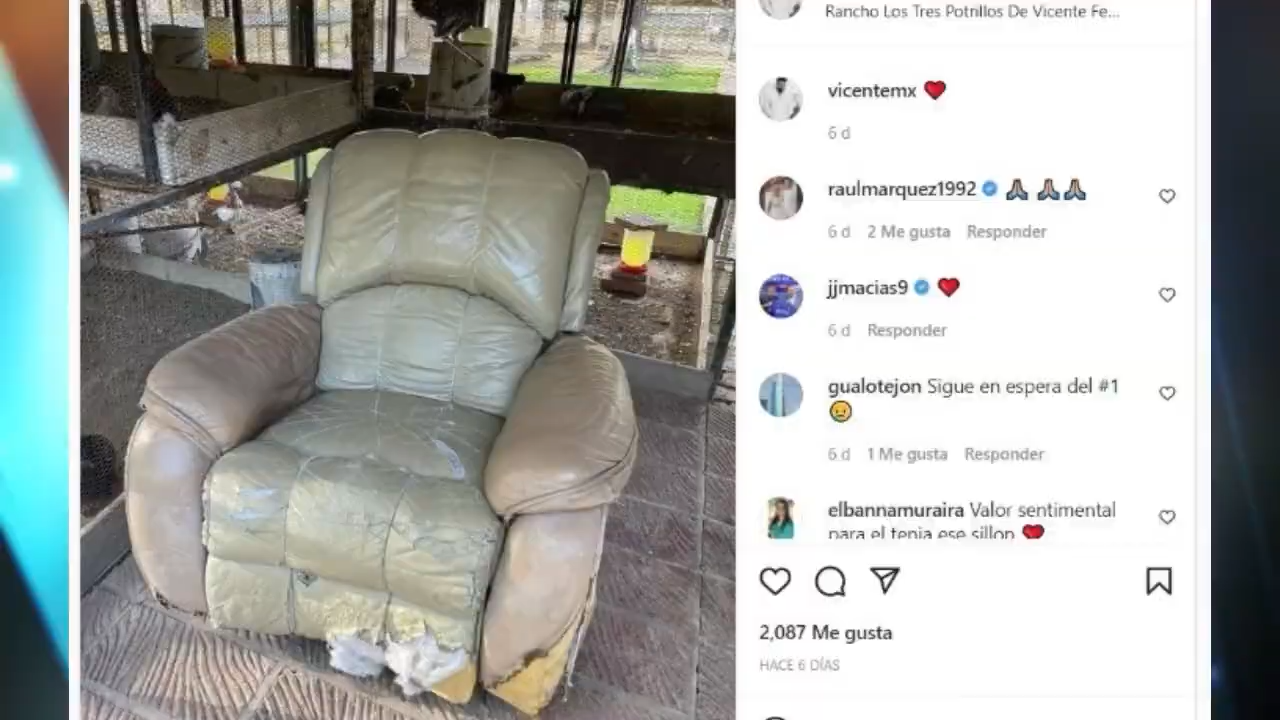 Rancho Los Tres Potrillos De Vicente Fe...
vicentemx ❤️
6 d
raulmarquez1992 🙏🏼 🙏🏼🙏🏼
6 d 2 Me gusta Responder
jjmacias9 ❤️
6 d Responder
gualotejon Sigue en espera del #1
😢
6 d 1 Me gusta Responder
elbannamuraira Valor sentimental
para el tenia ese sillon ❤️
2,087 Me gusta
HACE 6 DÍAS